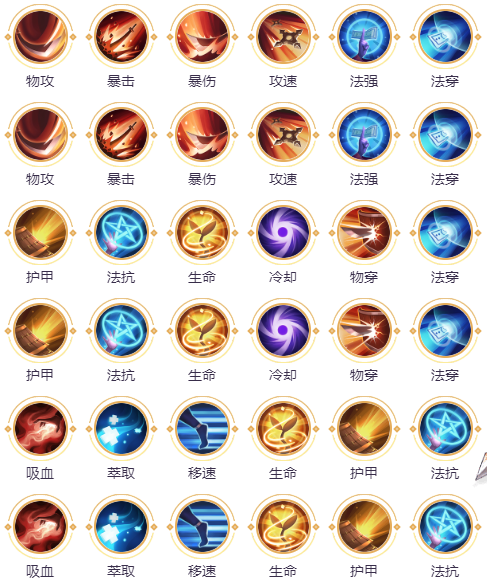 物攻 暴击 暴伤 攻速 法强 法穿
物攻 暴击 暴伤 攻速 法强 法穿
护甲 法抗 生命 冷却 物穿 法穿
护甲 法抗 生命 冷却 物穿 法穿
吸血 萃取 移速 生命 护甲 法抗
吸血 萃取 移速 生命 护甲 法抗